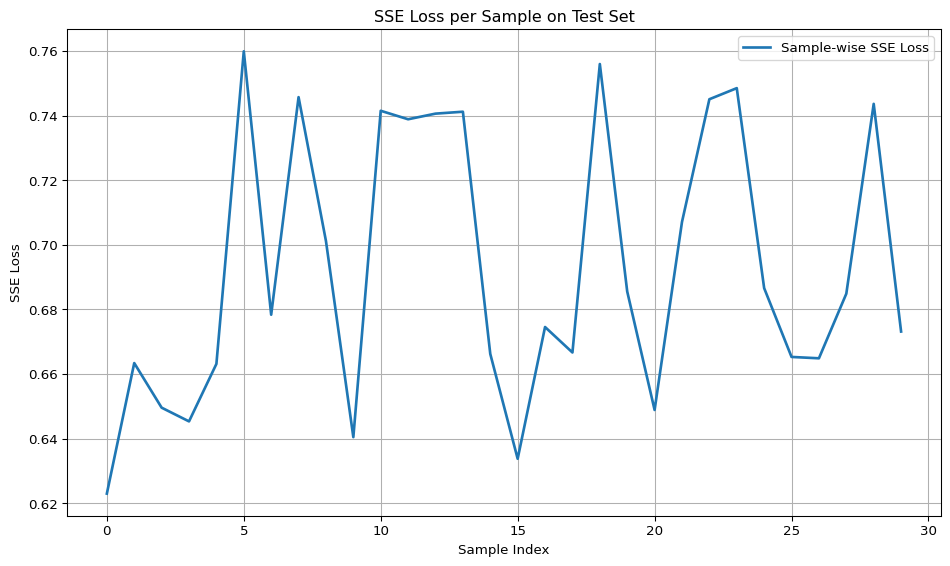 SSE Loss per Sample on Test Set
Sample-wise SSE Loss
0.76
0.74
0.72
0.70
0.68
0.66
0.64
0.62
SSE Loss
0 5 10 15 20 25 30
Sample Index